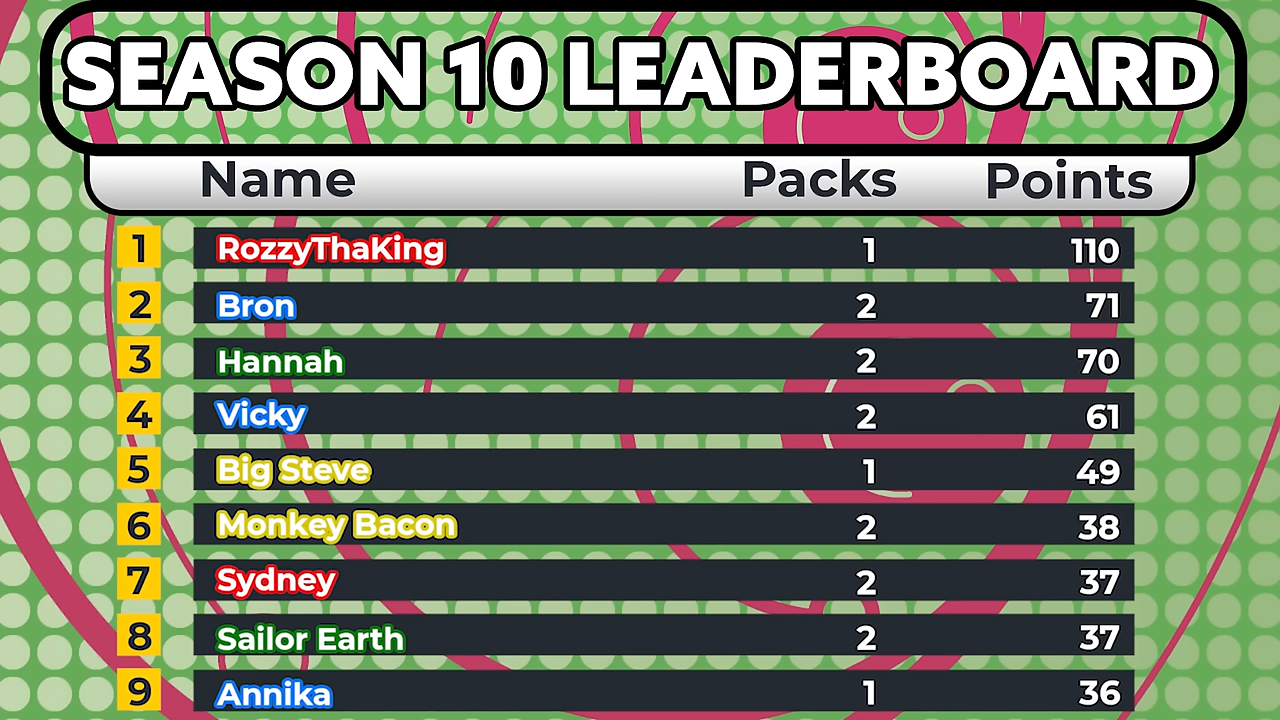 SEASON 10 LEADERBOARD
Name Packs Points
1 RozzyThaKing 1 110
2 Bron 2 71
3 Hannah 2 70
4 Vicky 2 61
5 Big Steve 1 49
6 Monkey Bacon 2 38
7 Sydney 2 37
8 Sailor Earth 2 37
9 Annika 1 36